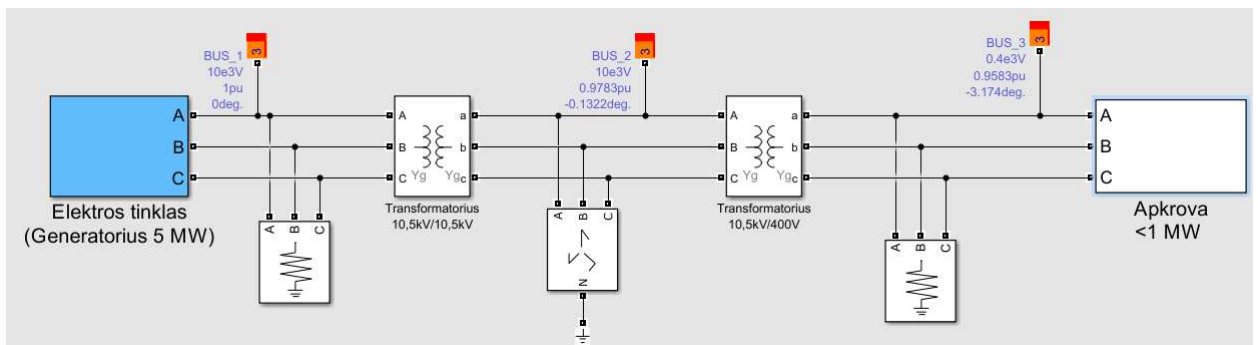 BUS_1
10e3V
1pu
0deg.
3
BUS_2
10e3V
0.9783pu
-0.1322deg.
3
BUS_3
0.4e3V
0.9583pu
-3.174deg.
3
A
B
C
Elektros tinklas
(Generatorius 5 MW)
A B C
A a
B b
C c
Yg Yg
Transformatorius
10,5kV/10,5kV
A B C
N
A a
B b
C c
Yg Yg
Transformatorius
10,5kV/400V
A B C
A
B
C
Apkrova
<1 MW